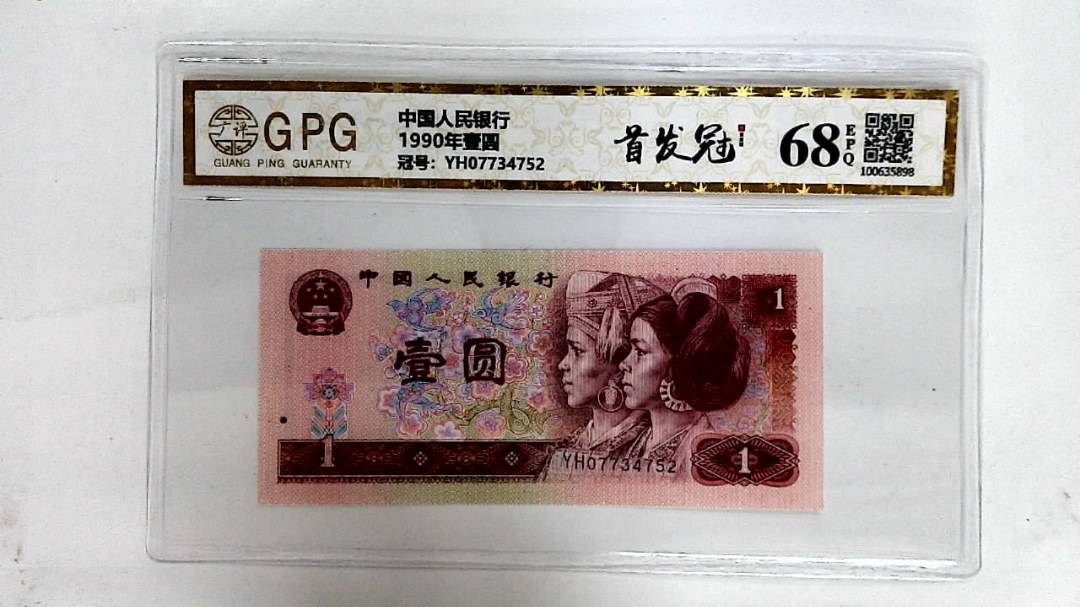 广评
GPG
GUANG PING GUARANTY
中国人民银行
1990年壹圆
冠号：YH07734752
首发冠
68
EPQ
100635898
中国人民银行
1
壹圆
1
YH07734752
1